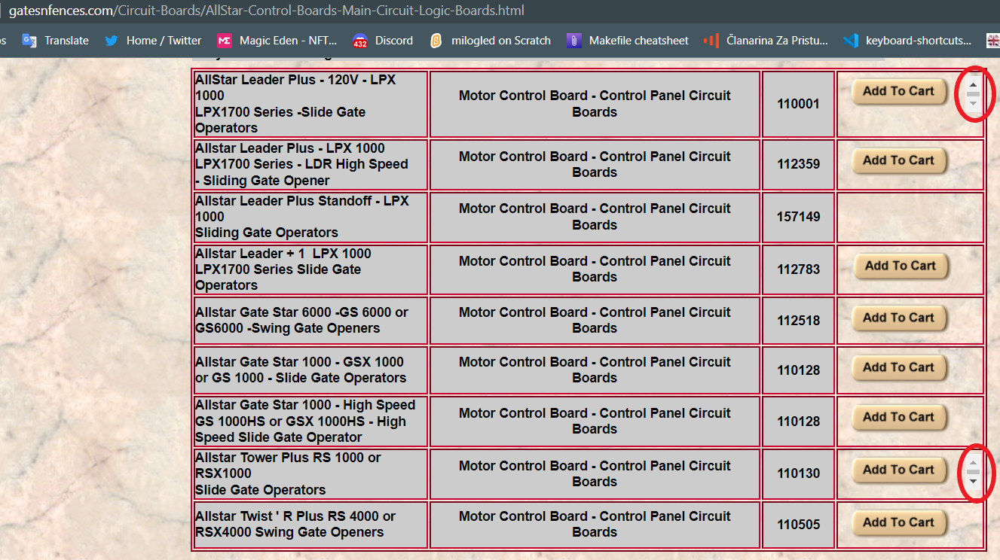 gatesnfences.com/Circuit-Boards/AllStar-Control-Boards-Main-Circuit-Logic-Boards.html
Translate
Home / Twitter
ME
Magic Eden - NFT...
432
Discord
milogled on Scratch
Makefile cheatsheet
Članarina Za Pristu...
keyboard-shortcuts...
AllStar Leader Plus - 120V - LPX
1000
LPX1700 Series -Slide Gate
Operators
Motor Control Board - Control Panel Circuit
Boards
110001
Add To Cart
Allstar Leader Plus - LPX 1000
LPX1700 Series - LDR High Speed
- Sliding Gate Opener
Motor Control Board - Control Panel Circuit
Boards
112359
Add To Cart
Allstar Leader Plus Standoff - LPX
1000
Sliding Gate Operators
Motor Control Board - Control Panel Circuit
Boards
157149
Allstar Leader + 1 LPX 1000
LPX1700 Series Slide Gate
Operators
Motor Control Board - Control Panel Circuit
Boards
112783
Add To Cart
Allstar Gate Star 6000 -GS 6000 or
GS6000 -Swing Gate Openers
Motor Control Board - Control Panel Circuit
Boards
112518
Add To Cart
Allstar Gate Star 1000 - GSX 1000
or GS 1000 - Slide Gate Operators
Motor Control Board - Control Panel Circuit
Boards
110128
Add To Cart
Allstar Gate Star 1000 - High Speed
GS 1000HS or GSX 1000HS - High
Speed Slide Gate Operator
Motor Control Board - Control Panel Circuit
Boards
110128
Add To Cart
Allstar Tower Plus RS 1000 or
RSX1000
Slide Gate Operators
Motor Control Board - Control Panel Circuit
Boards
110130
Add To Cart
Allstar Twist ' R Plus RS 4000 or
RSX4000 Swing Gate Openers
Motor Control Board - Control Panel Circuit
Boards
110505
Add To Cart